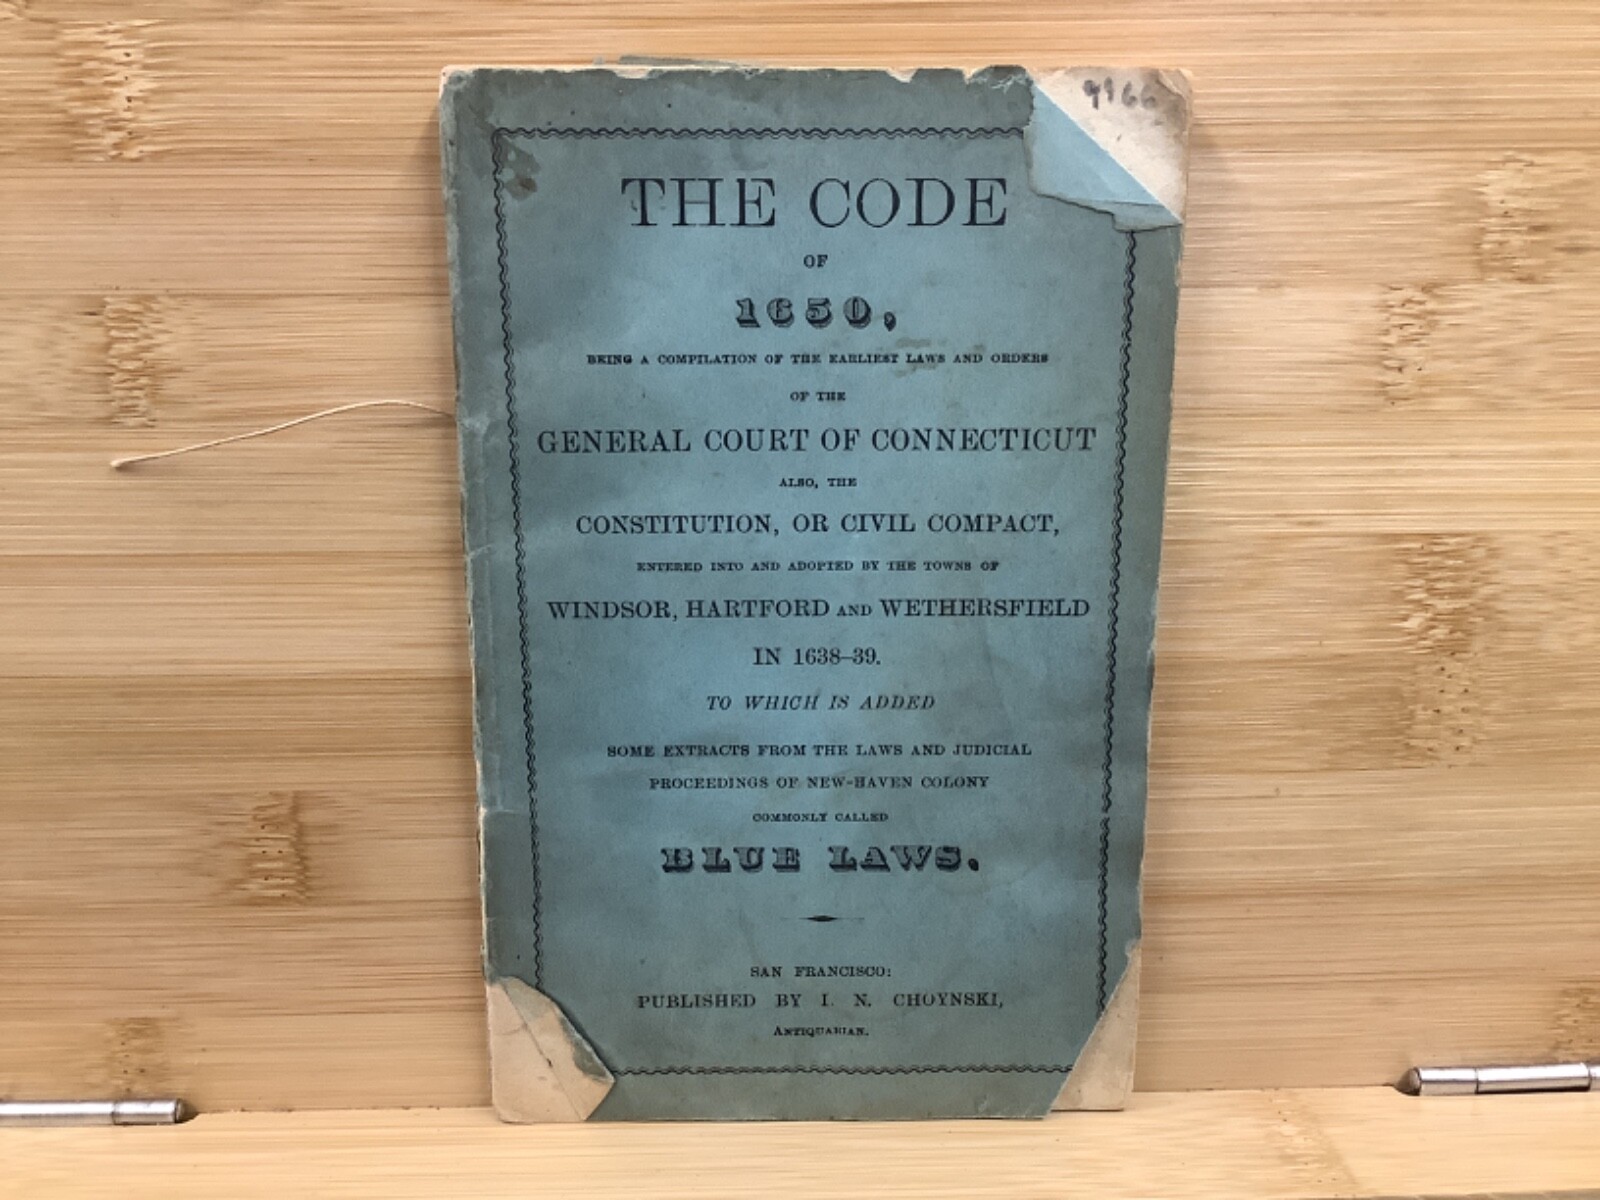 9166
THE CODE
OF
1650,
BEING A COMPILATION OF THE EARLIEST LAWS AND ORDERS
OF THE
GENERAL COURT OF CONNECTICUT
ALSO, THE
CONSTITUTION, OR CIVIL COMPACT,
ENTERED INTO AND ADOPTED BY THE TOWNS OF
WINDSOR, HARTFORD AND WETHERSFIELD
IN 1638–39.
TO WHICH IS ADDED
SOME EXTRACTS FROM THE LAWS AND JUDICIAL
PROCEEDINGS OF NEW-HAVEN COLONY
COMMONLY CALLED
BLUE LAWS.
SAN FRANCISCO:
PUBLISHED BY I. N. CHOYNSKI,
ANTIQUARIAN.